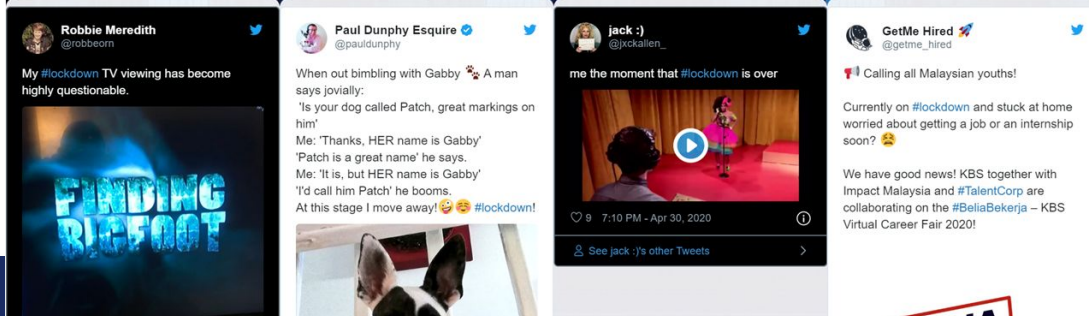 Robbie Meredith
@robbeorn
My #lockdown TV viewing has become
highly questionable.
FINDING
BIGFOOT
Paul Dunphy Esquire
@pauldunphy
When out bimbling with Gabby 🐾 A man
says jovially:
'Is your dog called Patch, great markings on
him'
Me: 'Thanks, HER name is Gabby'
'Patch is a great name' he says.
Me: 'It is, but HER name is Gabby'
'I'd call him Patch' he booms.
At this stage I move away!🤪☺️ #lockdown!
jack :)
@jxckallen_
me the moment that #lockdown is over
9 7:10 PM - Apr 30, 2020
See jack :)'s other Tweets
GetMe Hired 🚀
@getme_hired
📢 Calling all Malaysian youths!
Currently on #lockdown and stuck at home
worried about getting a job or an internship
soon? 😫
We have good news! KBS together with
Impact Malaysia and #TalentCorp are
collaborating on the #BeliaBekerja – KBS
Virtual Career Fair 2020!